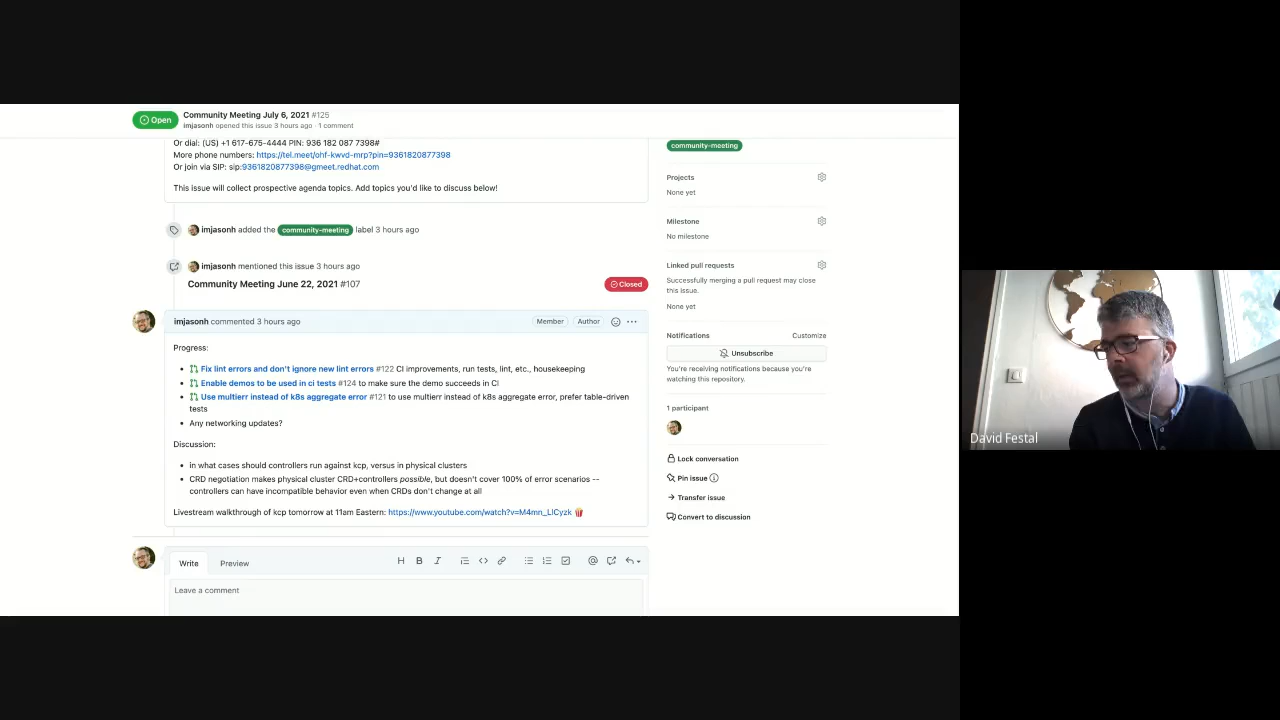 Open
Community Meeting July 6, 2021 #125
imjasonh opened this issue 3 hours ago · 1 comment
Or dial: (US) +1 617-675-4444 PIN: 936 182 087 7398#
More phone numbers: https://tel.meet/ohf-kwvd-mrp?pin=9361820877398
Or join via SIP: sip:9361820877398@gmeet.redhat.com
This issue will collect prospective agenda topics. Add topics you'd like to discuss below!
imjasonh added the community-meeting label 3 hours ago
imjasonh mentioned this issue 3 hours ago
Community Meeting June 22, 2021 #107
Closed
imjasonh commented 3 hours ago
Member
Author
Progress:
Fix lint errors and don't ignore new lint errors #122 CI improvements, run tests, lint, etc., housekeeping
Enable demos to be used in ci tests #124 to make sure the demo succeeds in CI
Use multierr instead of k8s aggregate error #121 to use multierr instead of k8s aggregate error, prefer table-driven
tests
Any networking updates?
Discussion:
in what cases should controllers run against kcp, versus in physical clusters
CRD negotiation makes physical cluster CRD+controllers possible, but doesn't cover 100% of error scenarios --
controllers can have incompatible behavior even when CRDs don't change at all
Livestream walkthrough of kcp tomorrow at 11am Eastern: https://www.youtube.com/watch?v=M4mn_LlCyzk 🍿
Write
Preview
Leave a comment
community-meeting
Projects
None yet
Milestone
No milestone
Linked pull requests
Successfully merging a pull request may close
this issue.
None yet
Notifications
Customize
Unsubscribe
You're receiving notifications because you're
watching this repository.
1 participant
Lock conversation
Pin issue
Transfer issue
Convert to discussion
David Festal